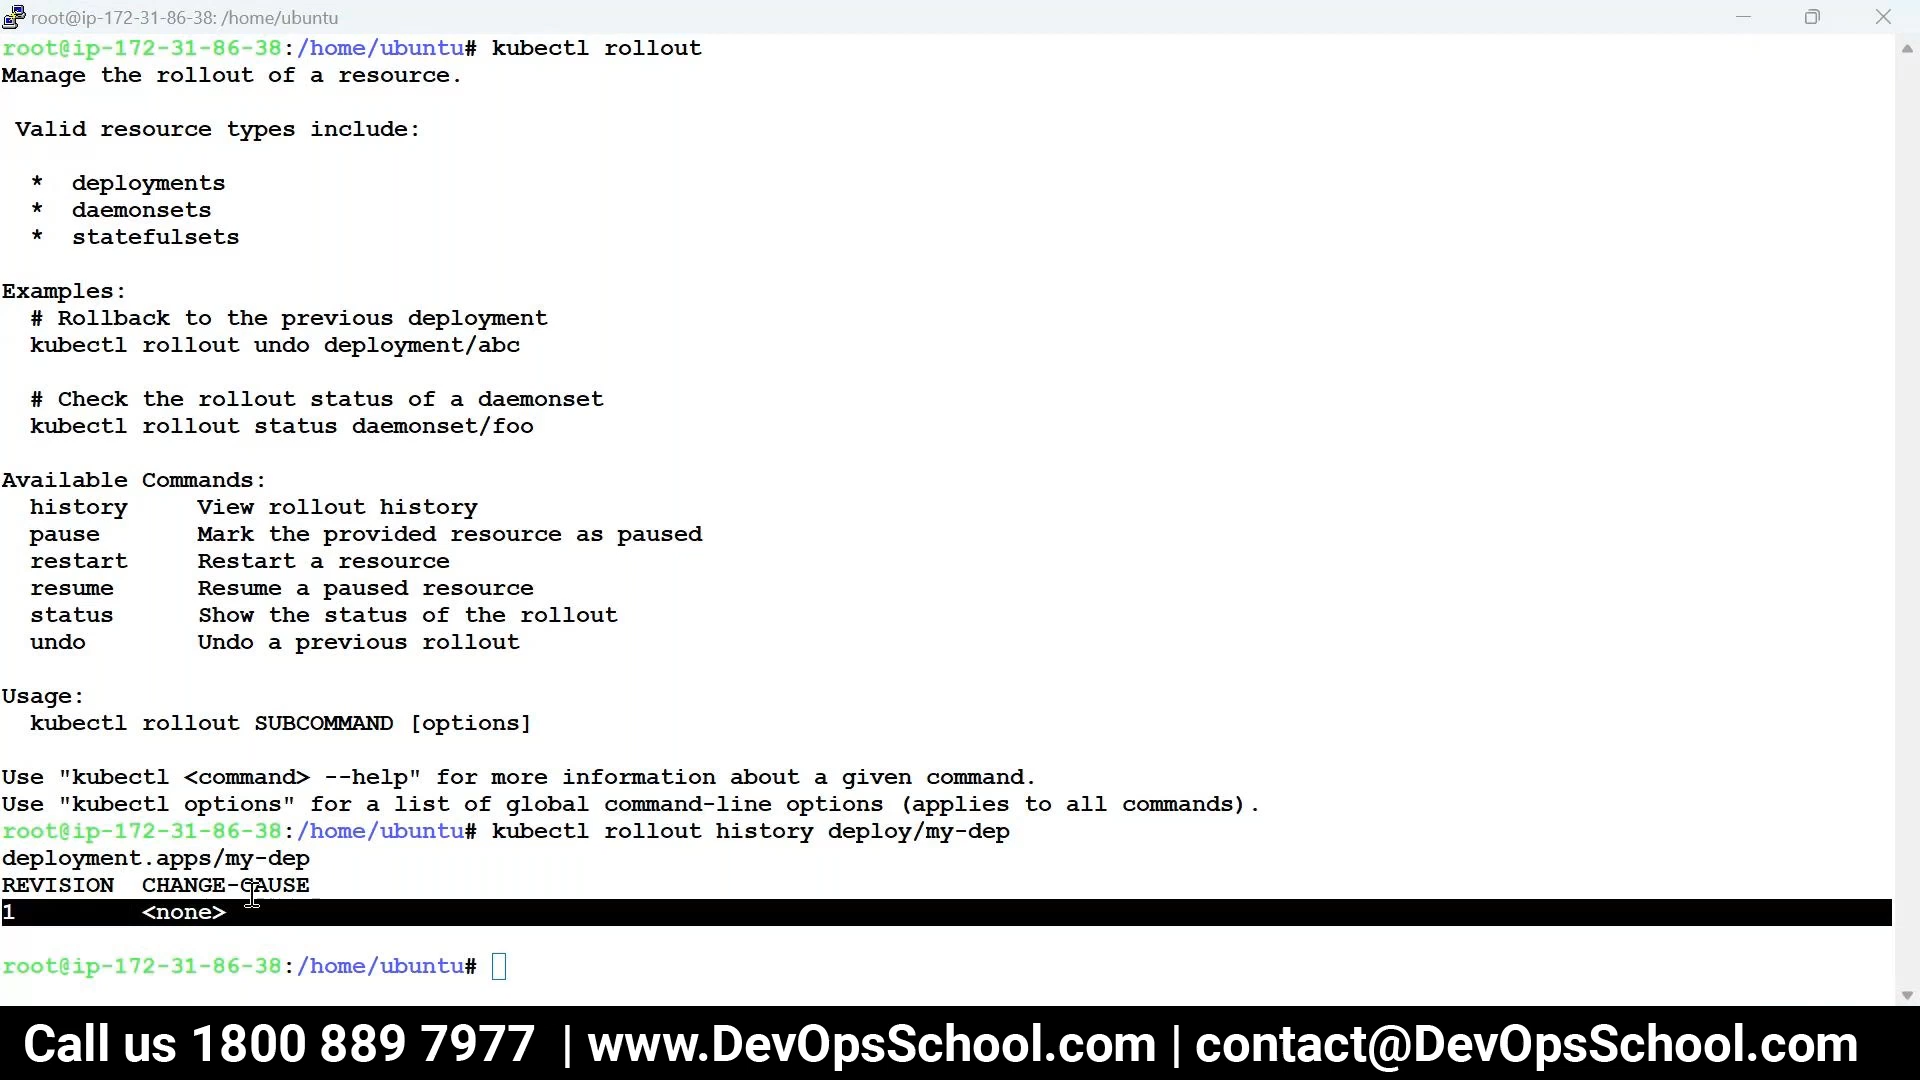 root@ip-172-31-86-38: /home/ubuntu
root@ip-172-31-86-38:/home/ubuntu# kubectl rollout
Manage the rollout of a resource.
Valid resource types include:
* deployments
* daemonsets
* statefulsets
Examples:
# Rollback to the previous deployment
kubectl rollout undo deployment/abc
# Check the rollout status of a daemonset
kubectl rollout status daemonset/foo
Available Commands:
history View rollout history
pause Mark the provided resource as paused
restart Restart a resource
resume Resume a paused resource
status Show the status of the rollout
undo Undo a previous rollout
Usage:
kubectl rollout SUBCOMMAND [options]
Use "kubectl <command> --help" for more information about a given command.
Use "kubectl options" for a list of global command-line options (applies to all commands).
root@ip-172-31-86-38:/home/ubuntu# kubectl rollout history deploy/my-dep
deployment.apps/my-dep
REVISION CHANGE-CAUSE
1 <none>
root@ip-172-31-86-38:/home/ubuntu#
Call us 1800 889 7977 | www.DevOpsSchool.com | contact@DevOpsSchool.com